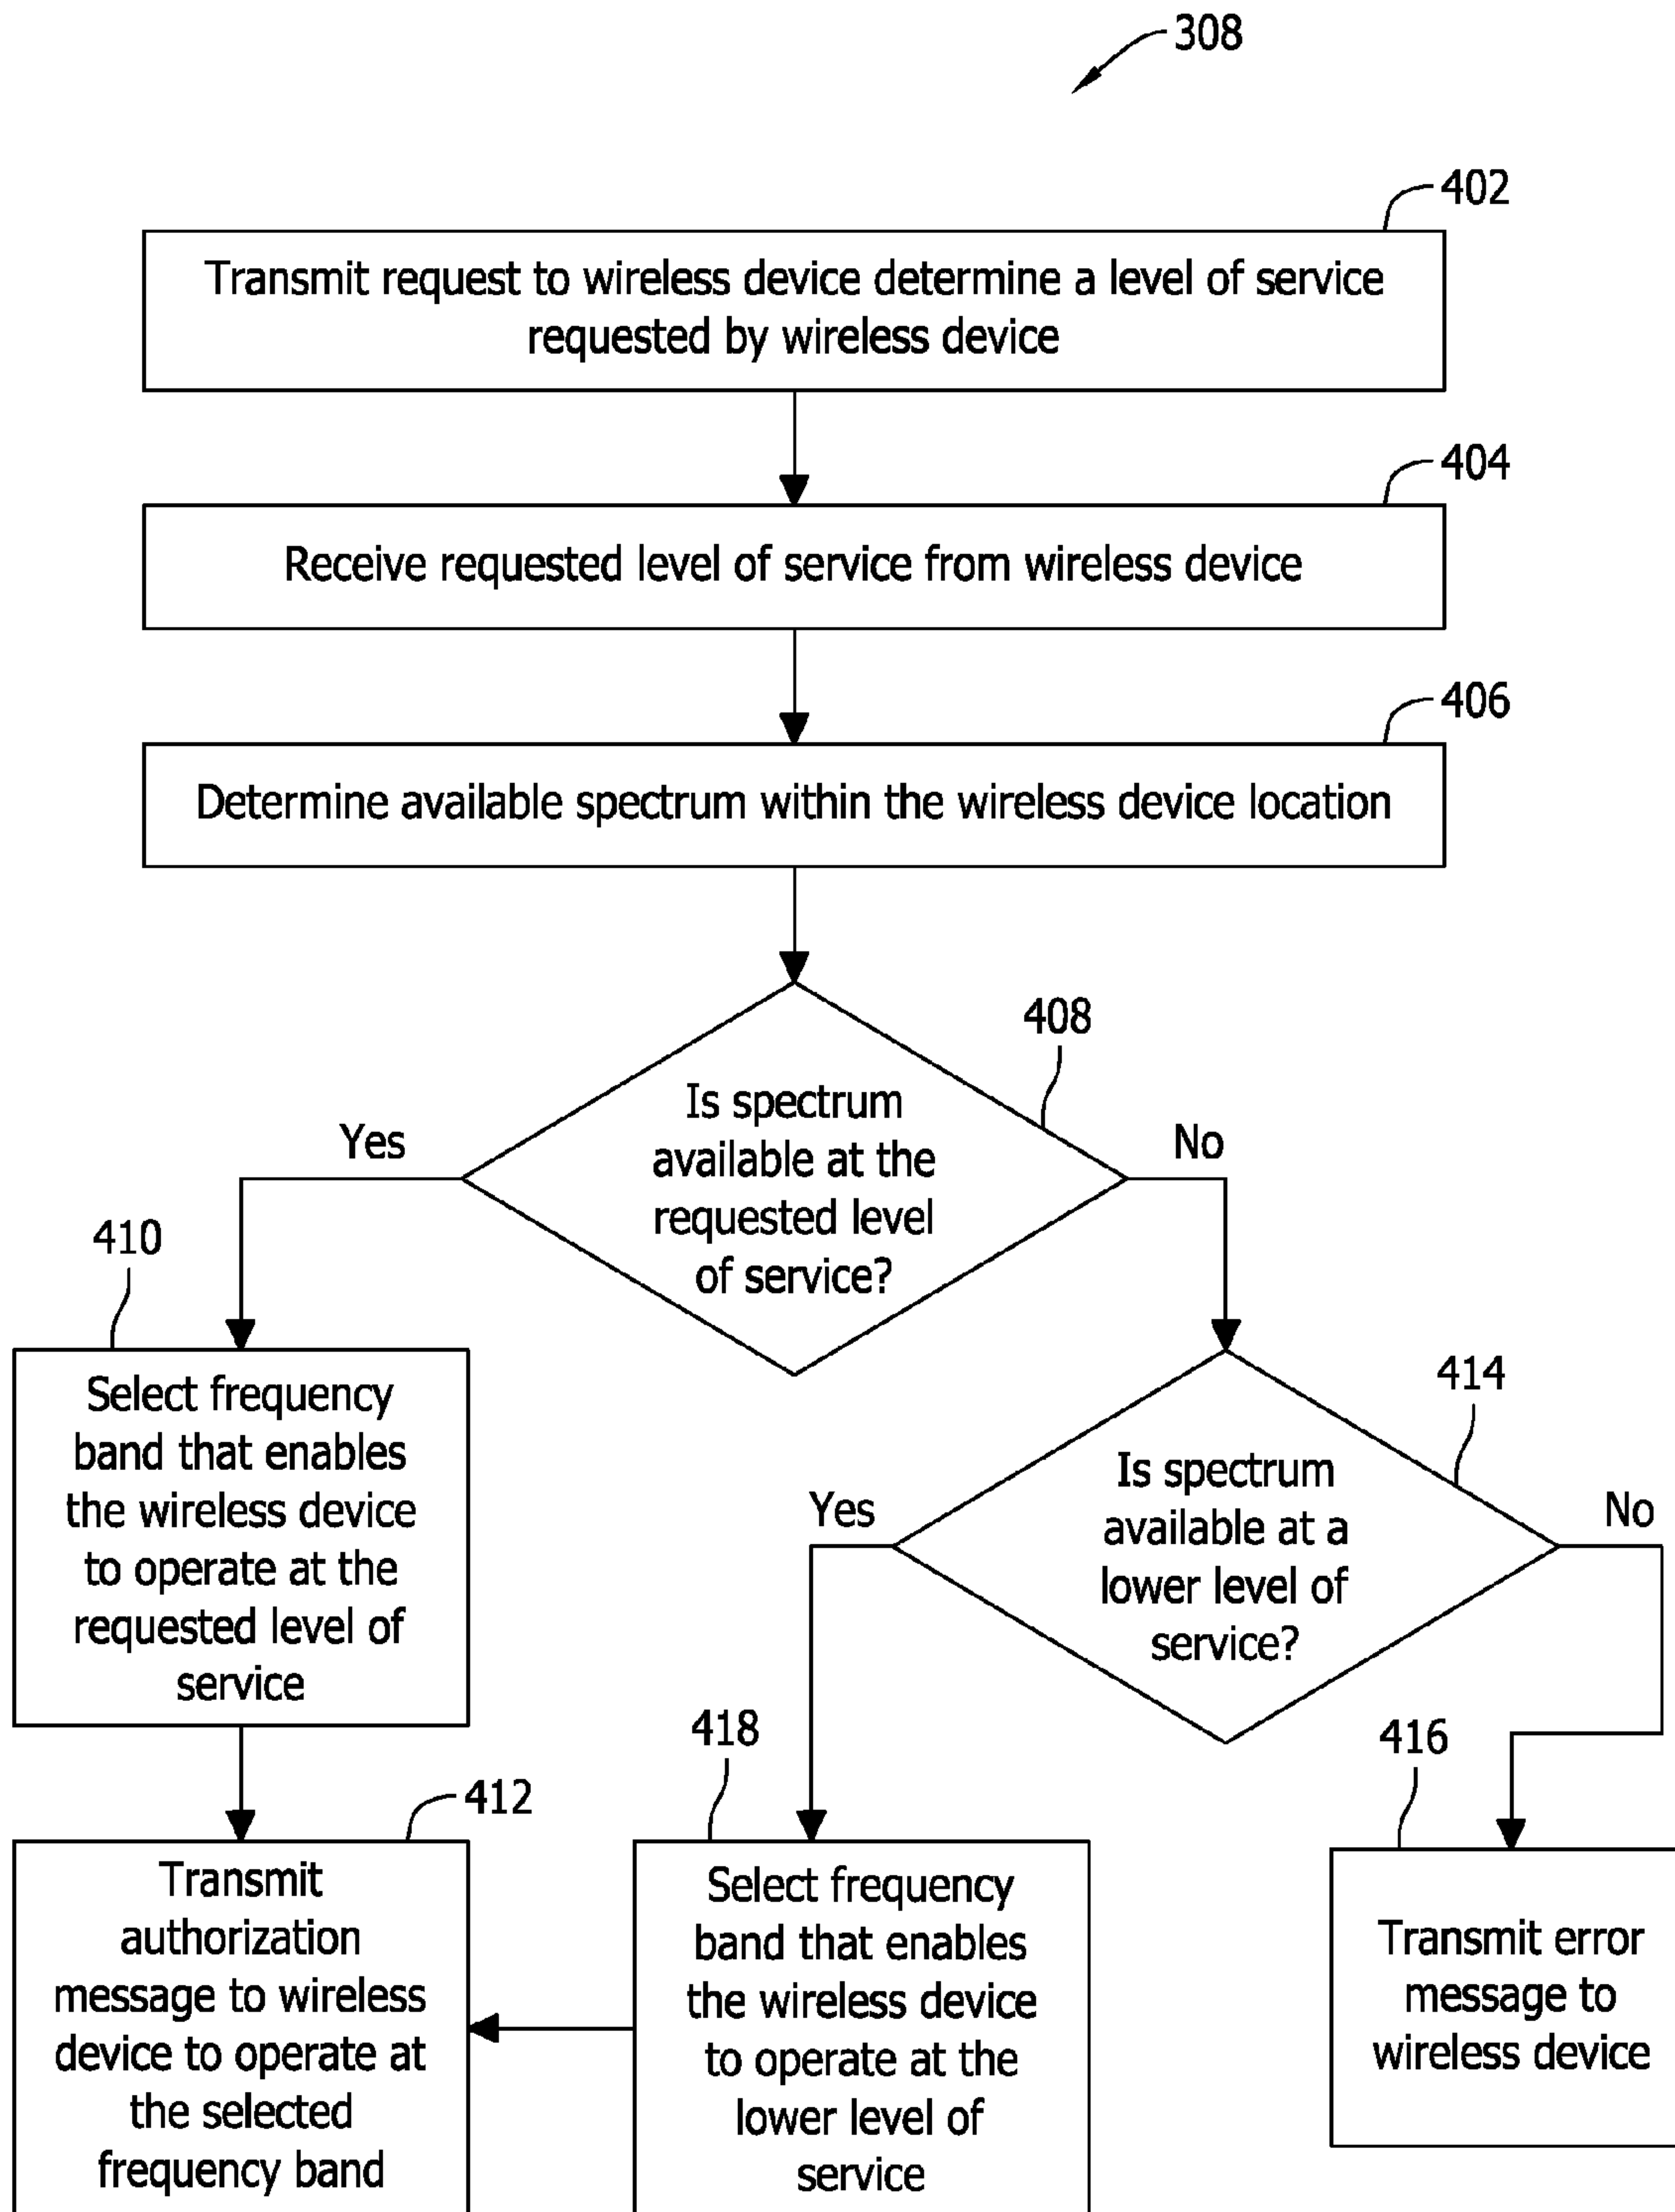 308
402
Transmit request to wireless device determine a level of service
requested by wireless device
404
Receive requested level of service from wireless device
406
Determine available spectrum within the wireless device location
408
Is spectrum
available at the
requested level
of service?
Yes
No
410
Select frequency
band that enables
the wireless device
to operate at the
requested level of
service
414
Is spectrum
available at a
lower level of
service?
Yes
No
412
Transmit
authorization
message to wireless
device to operate at
the selected
frequency band
418
Select frequency
band that enables
the wireless device
to operate at the
lower level of
service
416
Transmit error
message to
wireless device